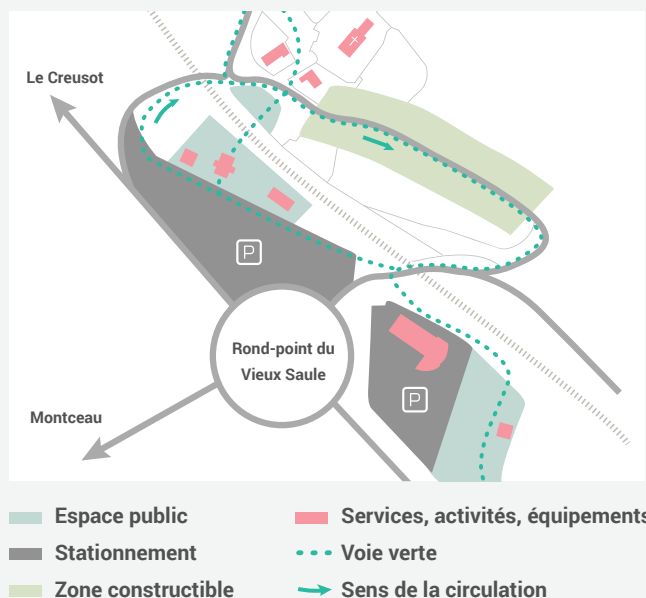 Le Creusot
P
Rond-point du
Vieux Saule
P
Montceau
Espace public
Services, activités, équipements
Stationnement
Voie verte
Zone constructible
Sens de la circulation